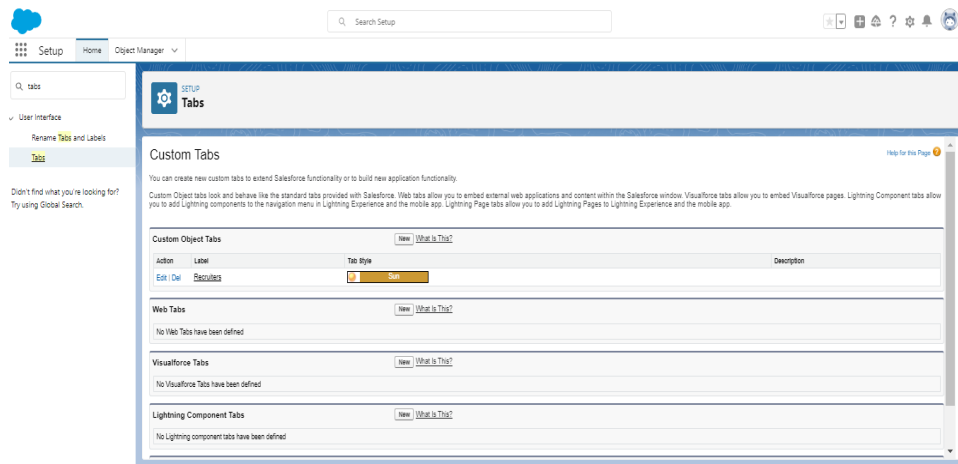 Search Setup
Setup
Home
Object Manager
tabs
User Interface
Rename Tabs and Labels
Tabs
Didn't find what you're looking for?
Try using Global Search.
SETUP
Tabs
Custom Tabs
Help for this Page
You can create new custom tabs to extend Salesforce functionality or to build new application functionality.
Custom Object tabs look and behave like the standard tabs provided with Salesforce. Web tabs allow you to embed external web applications and content within the Salesforce window. Visualforce tabs allow you to embed Visualforce pages. Lightning Component tabs allow
you to add Lightning components to the navigation menu in Lightning Experience and the mobile app. Lightning Page tabs allow you to add Lightning Pages to Lightning Experience and the mobile app.
Custom Object Tabs New What Is This?
Action Label Tab Style Description
Edit | Del Recruiters Sun
Web Tabs New What Is This?
No Web Tabs have been defined
Visualforce Tabs New What Is This?
No Visualforce Tabs have been defined
Lightning Component Tabs New What Is This?
No Lightning component tabs have been defined